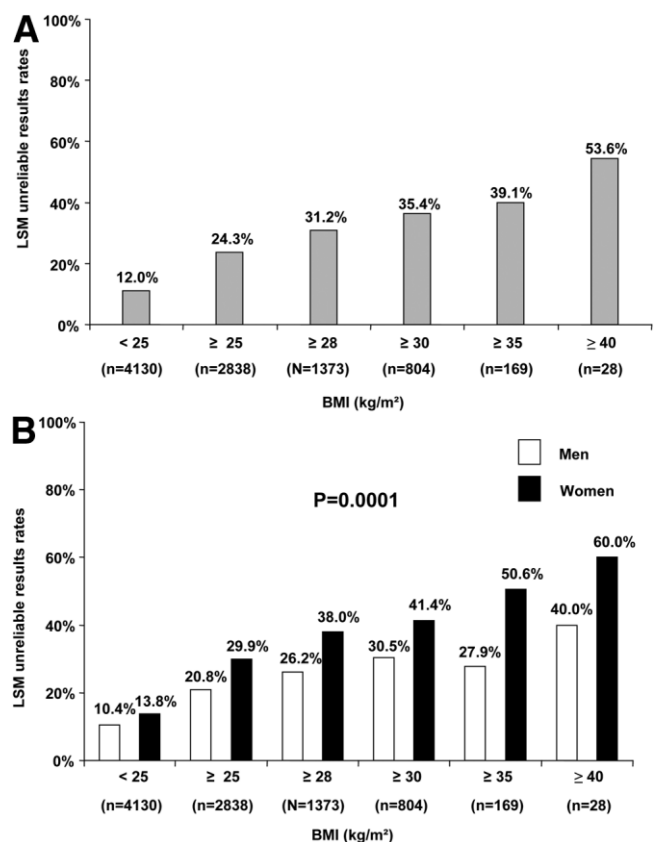 A
LSM unreliable results rates
100%
80%
60%
40%
20%
0%
12.0%
24.3%
31.2%
35.4%
39.1%
53.6%
< 25 ≥ 25 ≥ 28 ≥ 30 ≥ 35 ≥ 40
(n=4130) (n=2838) (N=1373) (n=804) (n=169) (n=28)
BMI (kg/m²)
B
LSM unreliable results rates
100%
80%
60%
40%
20%
0%
Men
Women
P=0.0001
10.4% 13.8%
20.8% 29.9%
26.2% 38.0%
30.5% 41.4%
27.9% 50.6%
40.0% 60.0%
< 25 ≥ 25 ≥ 28 ≥ 30 ≥ 35 ≥ 40
(n=4130) (n=2838) (N=1373) (n=804) (n=169) (n=28)
BMI (kg/m²)